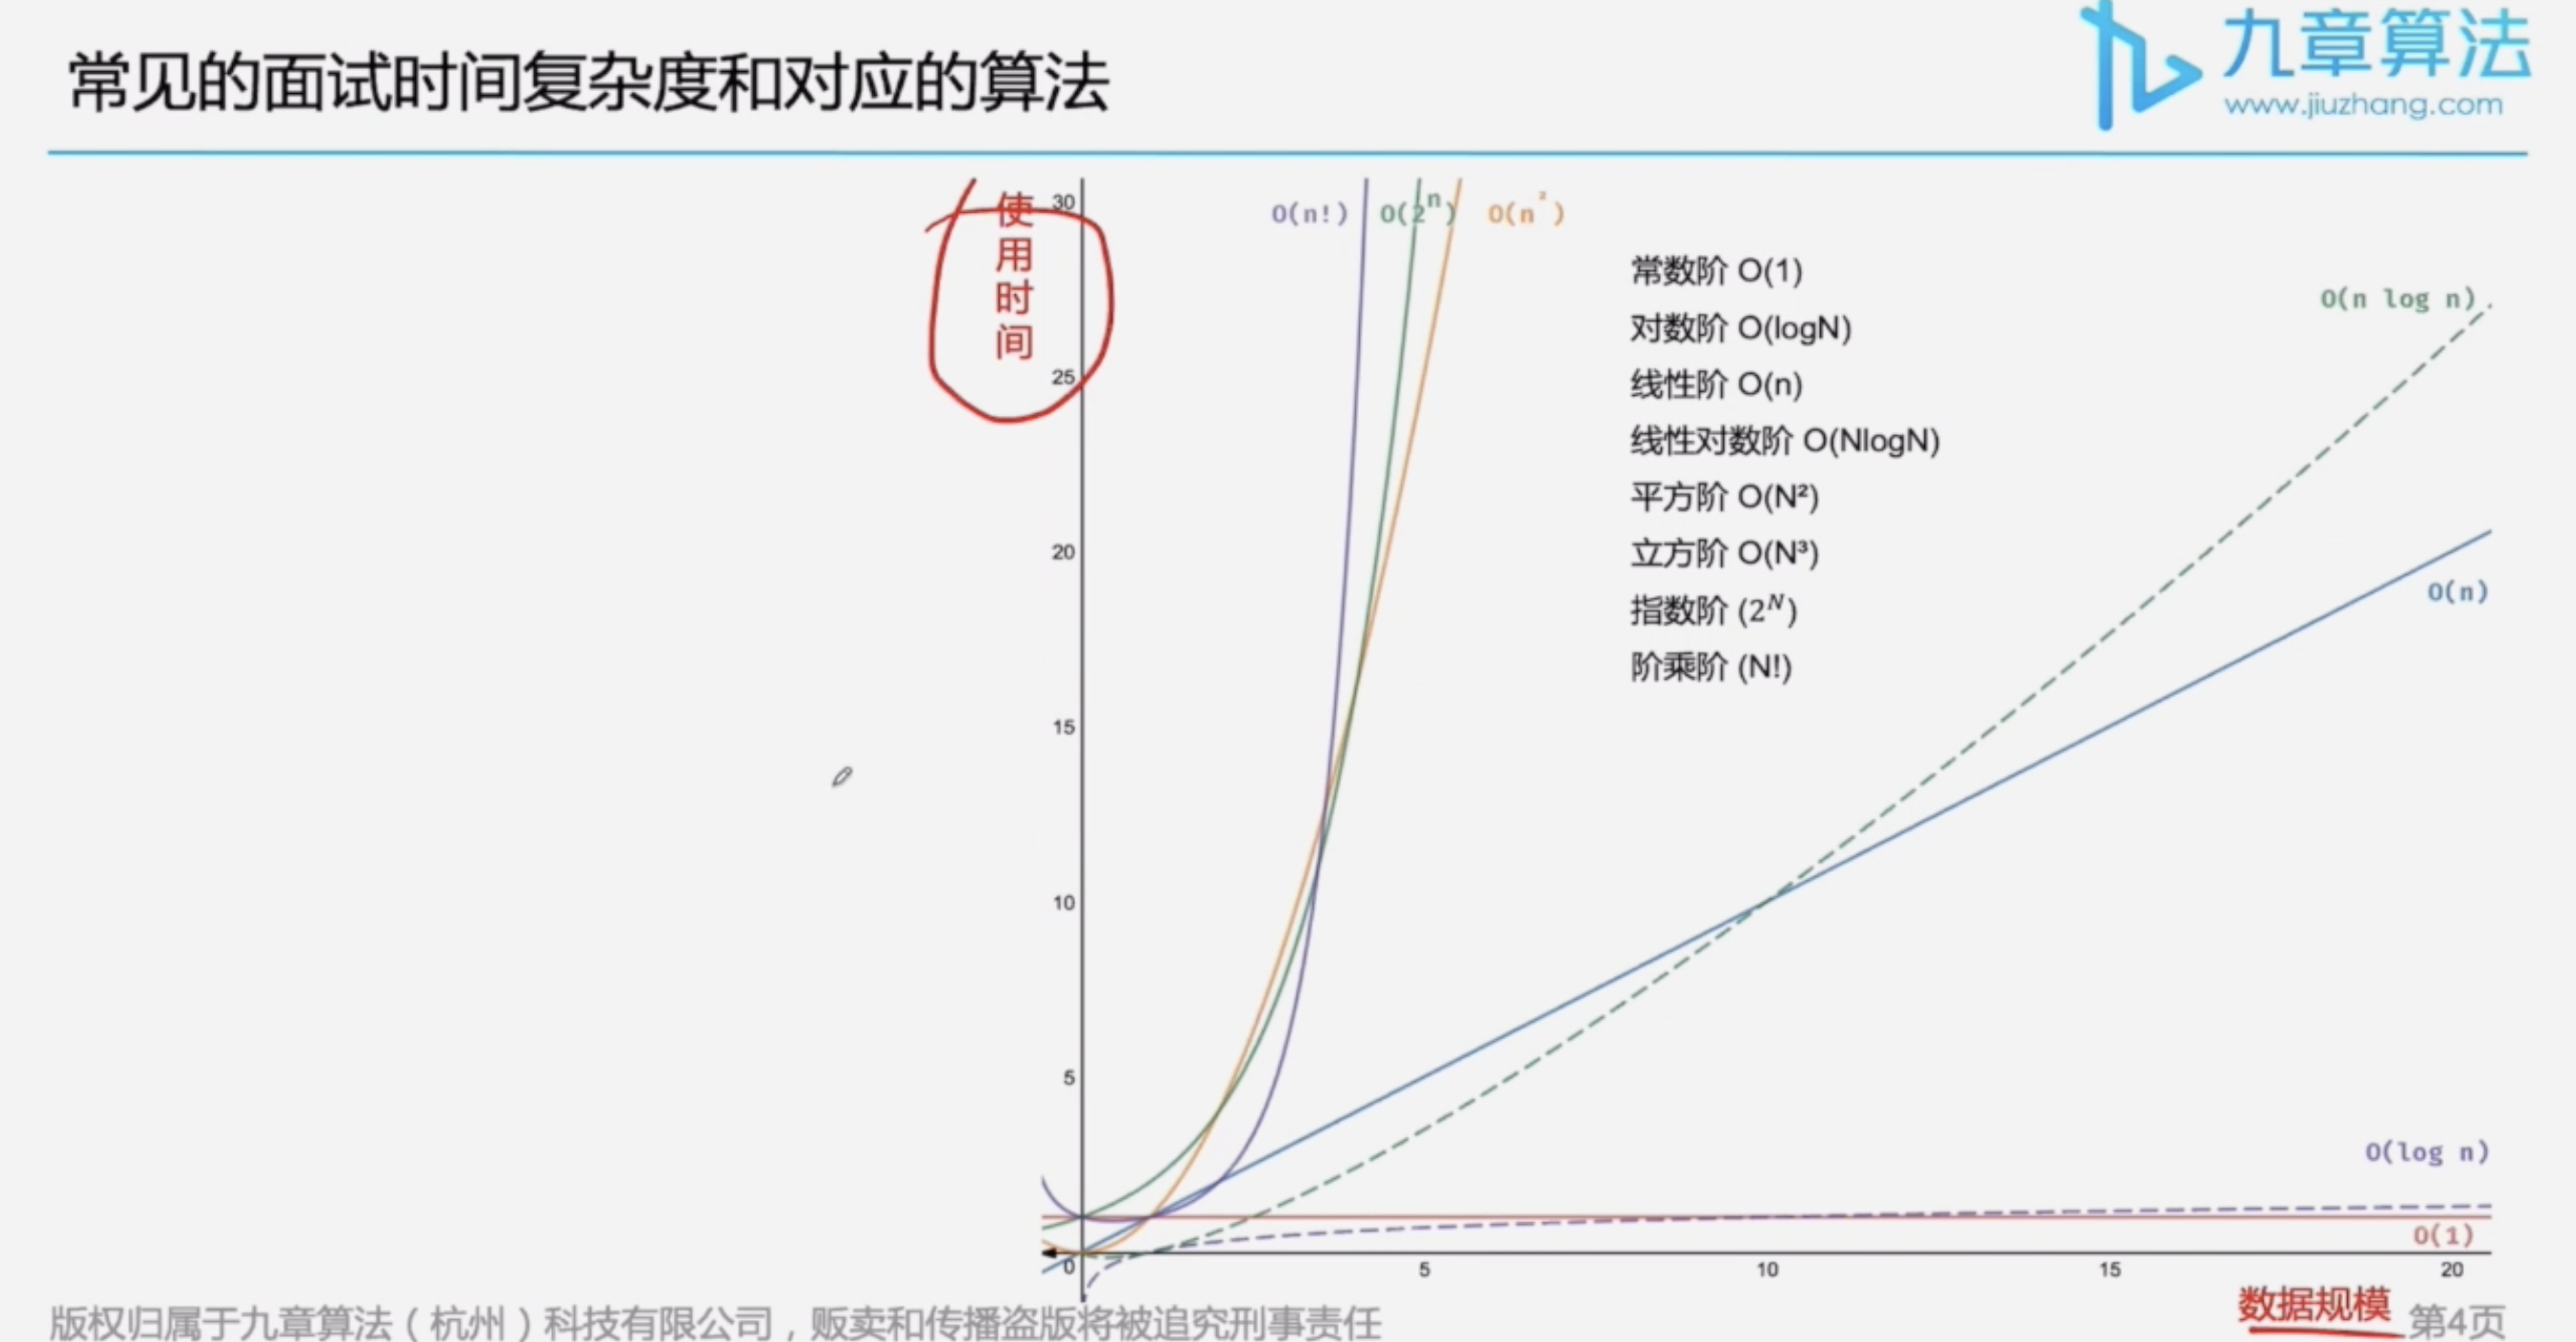 常见的面试时间复杂度和对应的算法
九章算法
www.jiuzhang.com
使用时间
30
25
20
15
10
5
0
5
10
15
20
O(n!)
O(2ⁿ)
O(n²)
O(n log n)
O(n)
O(log n)
O(1)
常数阶 O(1)
对数阶 O(logN)
线性阶 O(n)
线性对数阶 O(NlogN)
平方阶 O(N²)
立方阶 O(N³)
指数阶 (2ᴺ)
阶乘阶 (N!)
数据规模
版权归属于九章算法（杭州）科技有限公司，贩卖和传播盗版将被追究刑事责任
第4页